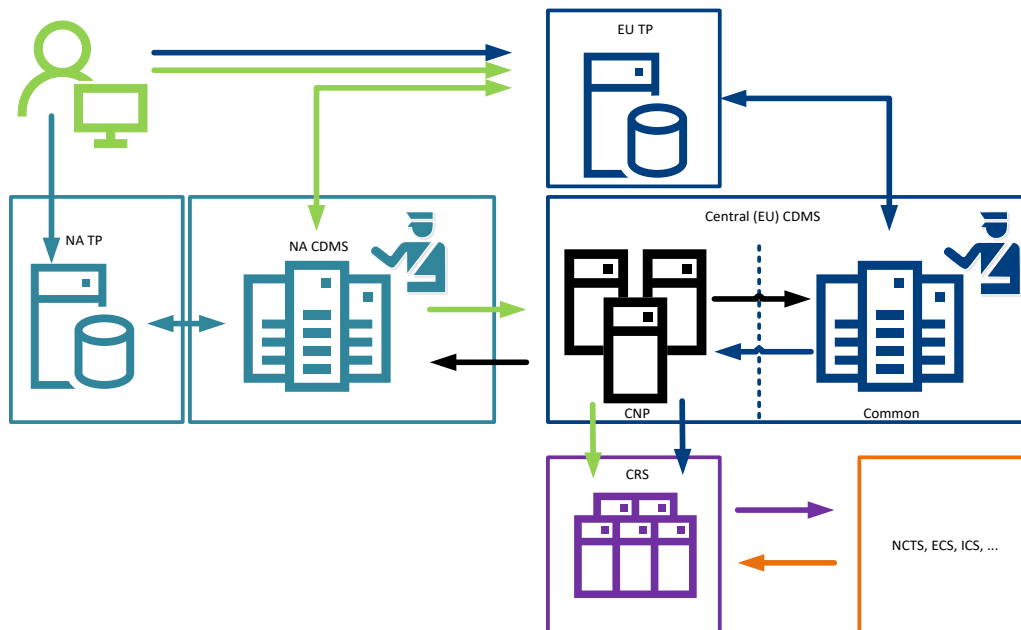 EU TP
Central (EU) CDMS
NA TP
NA CDMS
CNP
Common
CRS
NCTS, ECS, ICS, ...